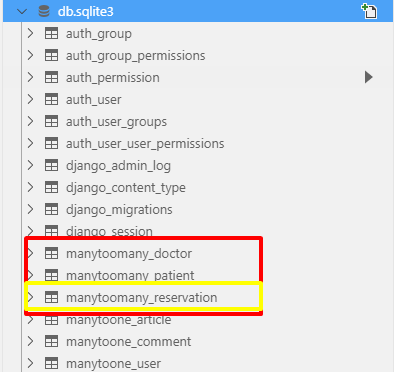 db.sqlite3
auth_group
auth_group_permissions
auth_permission
auth_user
auth_user_groups
auth_user_user_permissions
django_admin_log
django_content_type
django_migrations
django_session
manytoomany_doctor
manytoomany_patient
manytoomany_reservation
manytoone_article
manytoone_comment
manytoone_user